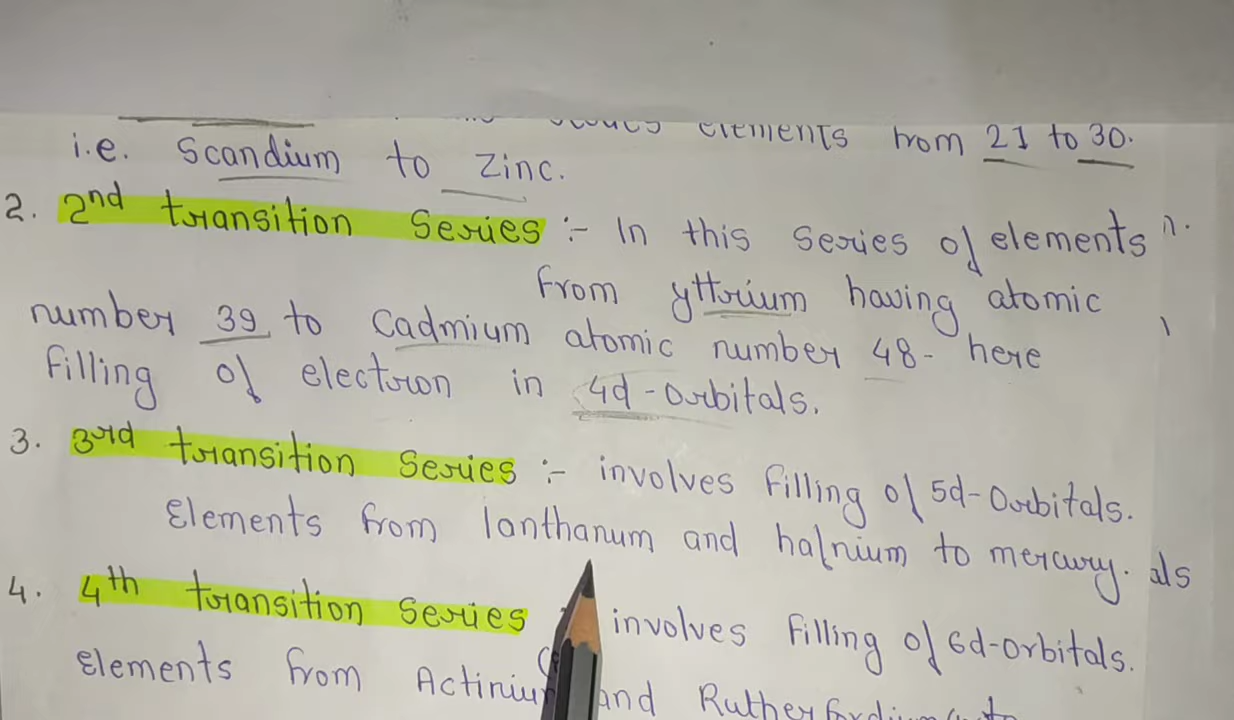 elements from 21 to 30.
i.e. Scandium to Zinc.
2. 2nd transition Series :- In this Series of elements
from yttrium having atomic
number 39 to Cadmium atomic number 48- here
filling of electron in 4d-Orbitals.
3. 3rd transition Series :- involves filling of 5d-Orbitals.
Elements from lanthanum and hafnium to mercury. als
4. 4th transition Series involves filling of 6d-Orbitals.
Elements from and